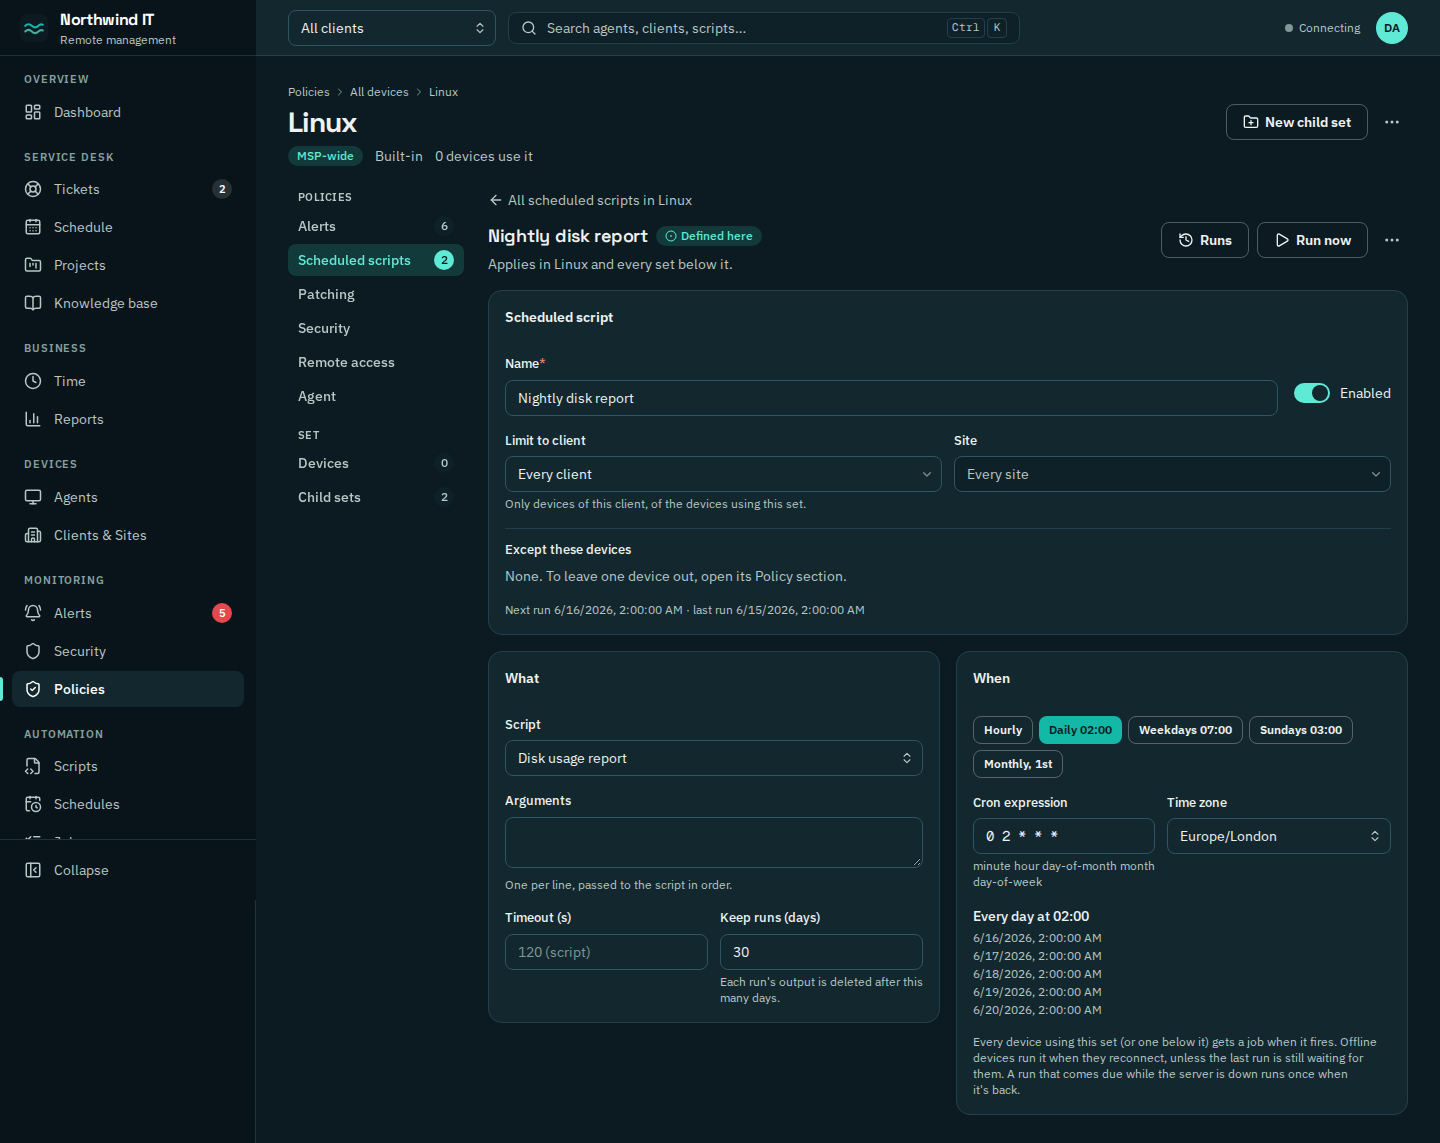 Northwind IT
Remote management
All clients
Search agents, clients, scripts...
Ctrl K
Connecting
DA
OVERVIEW
Dashboard
SERVICE DESK
Tickets 2
Schedule
Projects
Knowledge base
BUSINESS
Time
Reports
DEVICES
Agents
Clients & Sites
MONITORING
Alerts 5
Security
Policies
AUTOMATION
Scripts
Schedules
Collapse
Policies > All devices > Linux
Linux
MSP-wide Built-in 0 devices use it
New child set
POLICIES
Alerts 6
Scheduled scripts 2
Patching
Security
Remote access
Agent
SET
Devices 0
Child sets 2
← All scheduled scripts in Linux
Nightly disk report Defined here
Applies in Linux and every set below it.
Runs
Run now
Scheduled script
Name*
Nightly disk report
Enabled
Limit to client
Every client
Only devices of this client, of the devices using this set.
Site
Every site
Except these devices
None. To leave one device out, open its Policy section.
Next run 6/16/2026, 2:00:00 AM · last run 6/15/2026, 2:00:00 AM
What
Script
Disk usage report
Arguments
One per line, passed to the script in order.
Timeout (s)
120 (script)
Keep runs (days)
30
Each run's output is deleted after this
many days.
When
Hourly Daily 02:00 Weekdays 07:00 Sundays 03:00
Monthly, 1st
Cron expression
0 2 * * *
minute hour day-of-month month
day-of-week
Time zone
Europe/London
Every day at 02:00
6/16/2026, 2:00:00 AM
6/17/2026, 2:00:00 AM
6/18/2026, 2:00:00 AM
6/19/2026, 2:00:00 AM
6/20/2026, 2:00:00 AM
Every device using this set (or one below it) gets a job when it fires. Offline
devices run it when they reconnect, unless the last run is still waiting for
them. A run that comes due while the server is down runs once when
it's back.